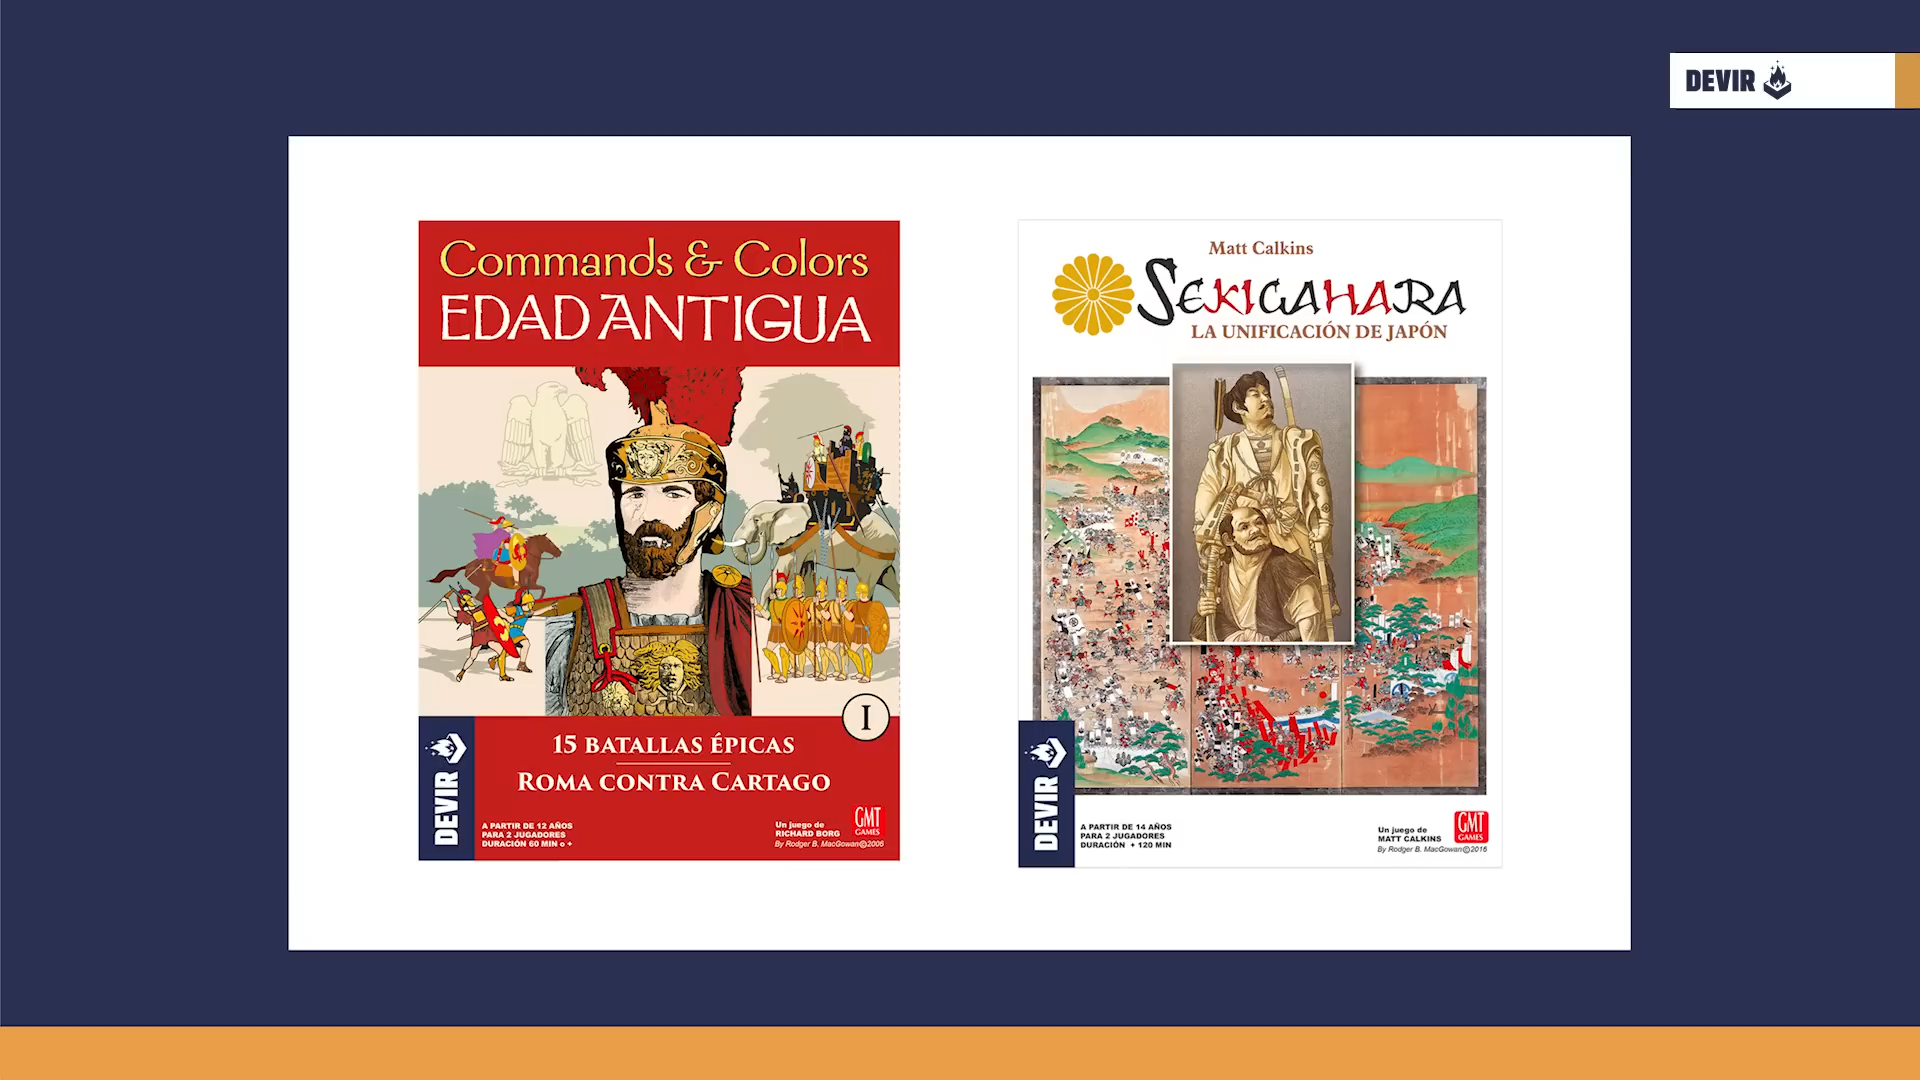 DEVIR
Commands & Colors
EDAD ANTIGUA
I
15 BATALLAS ÉPICAS
ROMA CONTRA CARTAGO
DEVIR
A PARTIR DE 12 AÑOS
PARA 2 JUGADORES
DURACIÓN 60 MIN o +
Un juego de
RICHARD BORG
By Rodger B. MacGowan©2006
GMT
GAMES
Matt Calkins
SEKIGAHARA
LA UNIFICACIÓN DE JAPÓN
DEVIR
A PARTIR DE 14 AÑOS
PARA 2 JUGADORES
DURACIÓN + 120 MIN
Un juego de
MATT CALKINS
By Rodger B. MacGowan©2016
GMT
GAMES